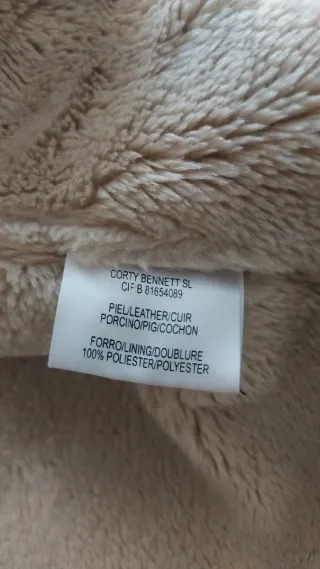 CORTY BENNETT SL
CIF B 81654089
PIEL/LEATHER/CUIR
PORCINO/PIG/COCHON
FORRO/LINING/DOUBLURE
100% POLIESTER/POLYESTER